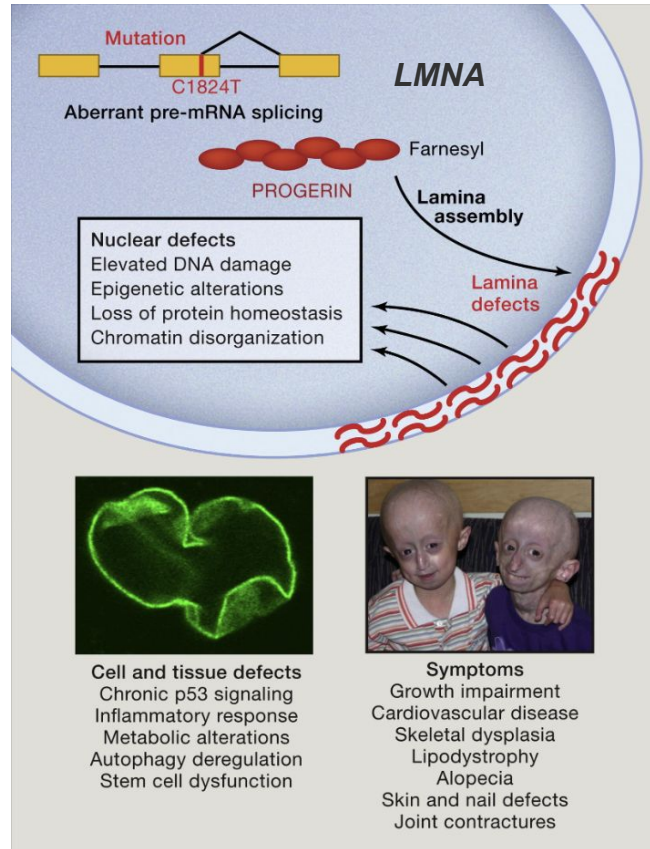 Mutation
LMNA
C1824T
Aberrant pre-mRNA splicing
Farnesyl
PROGERIN
Lamina
assembly
Nuclear defects
Elevated DNA damage
Epigenetic alterations
Loss of protein homeostasis
Chromatin disorganization
Lamina
defects
Cell and tissue defects
Chronic p53 signaling
Inflammatory response
Metabolic alterations
Autophagy deregulation
Stem cell dysfunction
Symptoms
Growth impairment
Cardiovascular disease
Skeletal dysplasia
Lipodystrophy
Alopecia
Skin and nail defects
Joint contractures